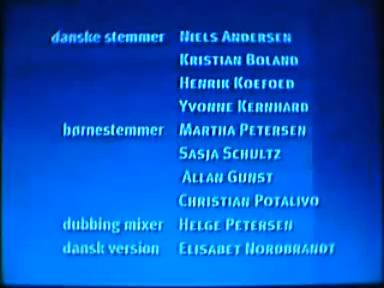 danske stemmer NIELS ANDERSEN
KRISTIAN BOLAND
HENRIK KOEFOED
YVONNE KERNHARD
børnestemmer MARTHA PETERSEN
SASJA SCHULTZ
ALLAN GUNST
CHRISTIAN POTALIVO
dubbing mixer HELGE PETERSEN
dansk version ELISABET NORDBRANDT